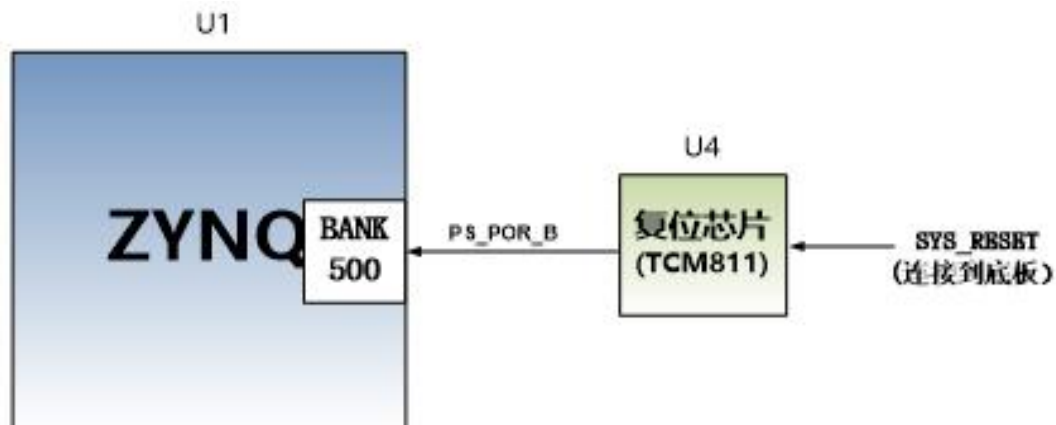 U1
ZYNQ
BANK
500
PS_POR_B
U4
复位芯片
(TCM811)
SYS_RESET
(连接到底板)